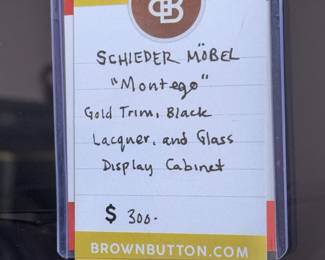 B
SCHIEDER MÖBEL
"Montego"
Gold Trim, Black
Lacquer, and Glass
Display Cabinet
$ 300-
BROWNBUTTON.COM